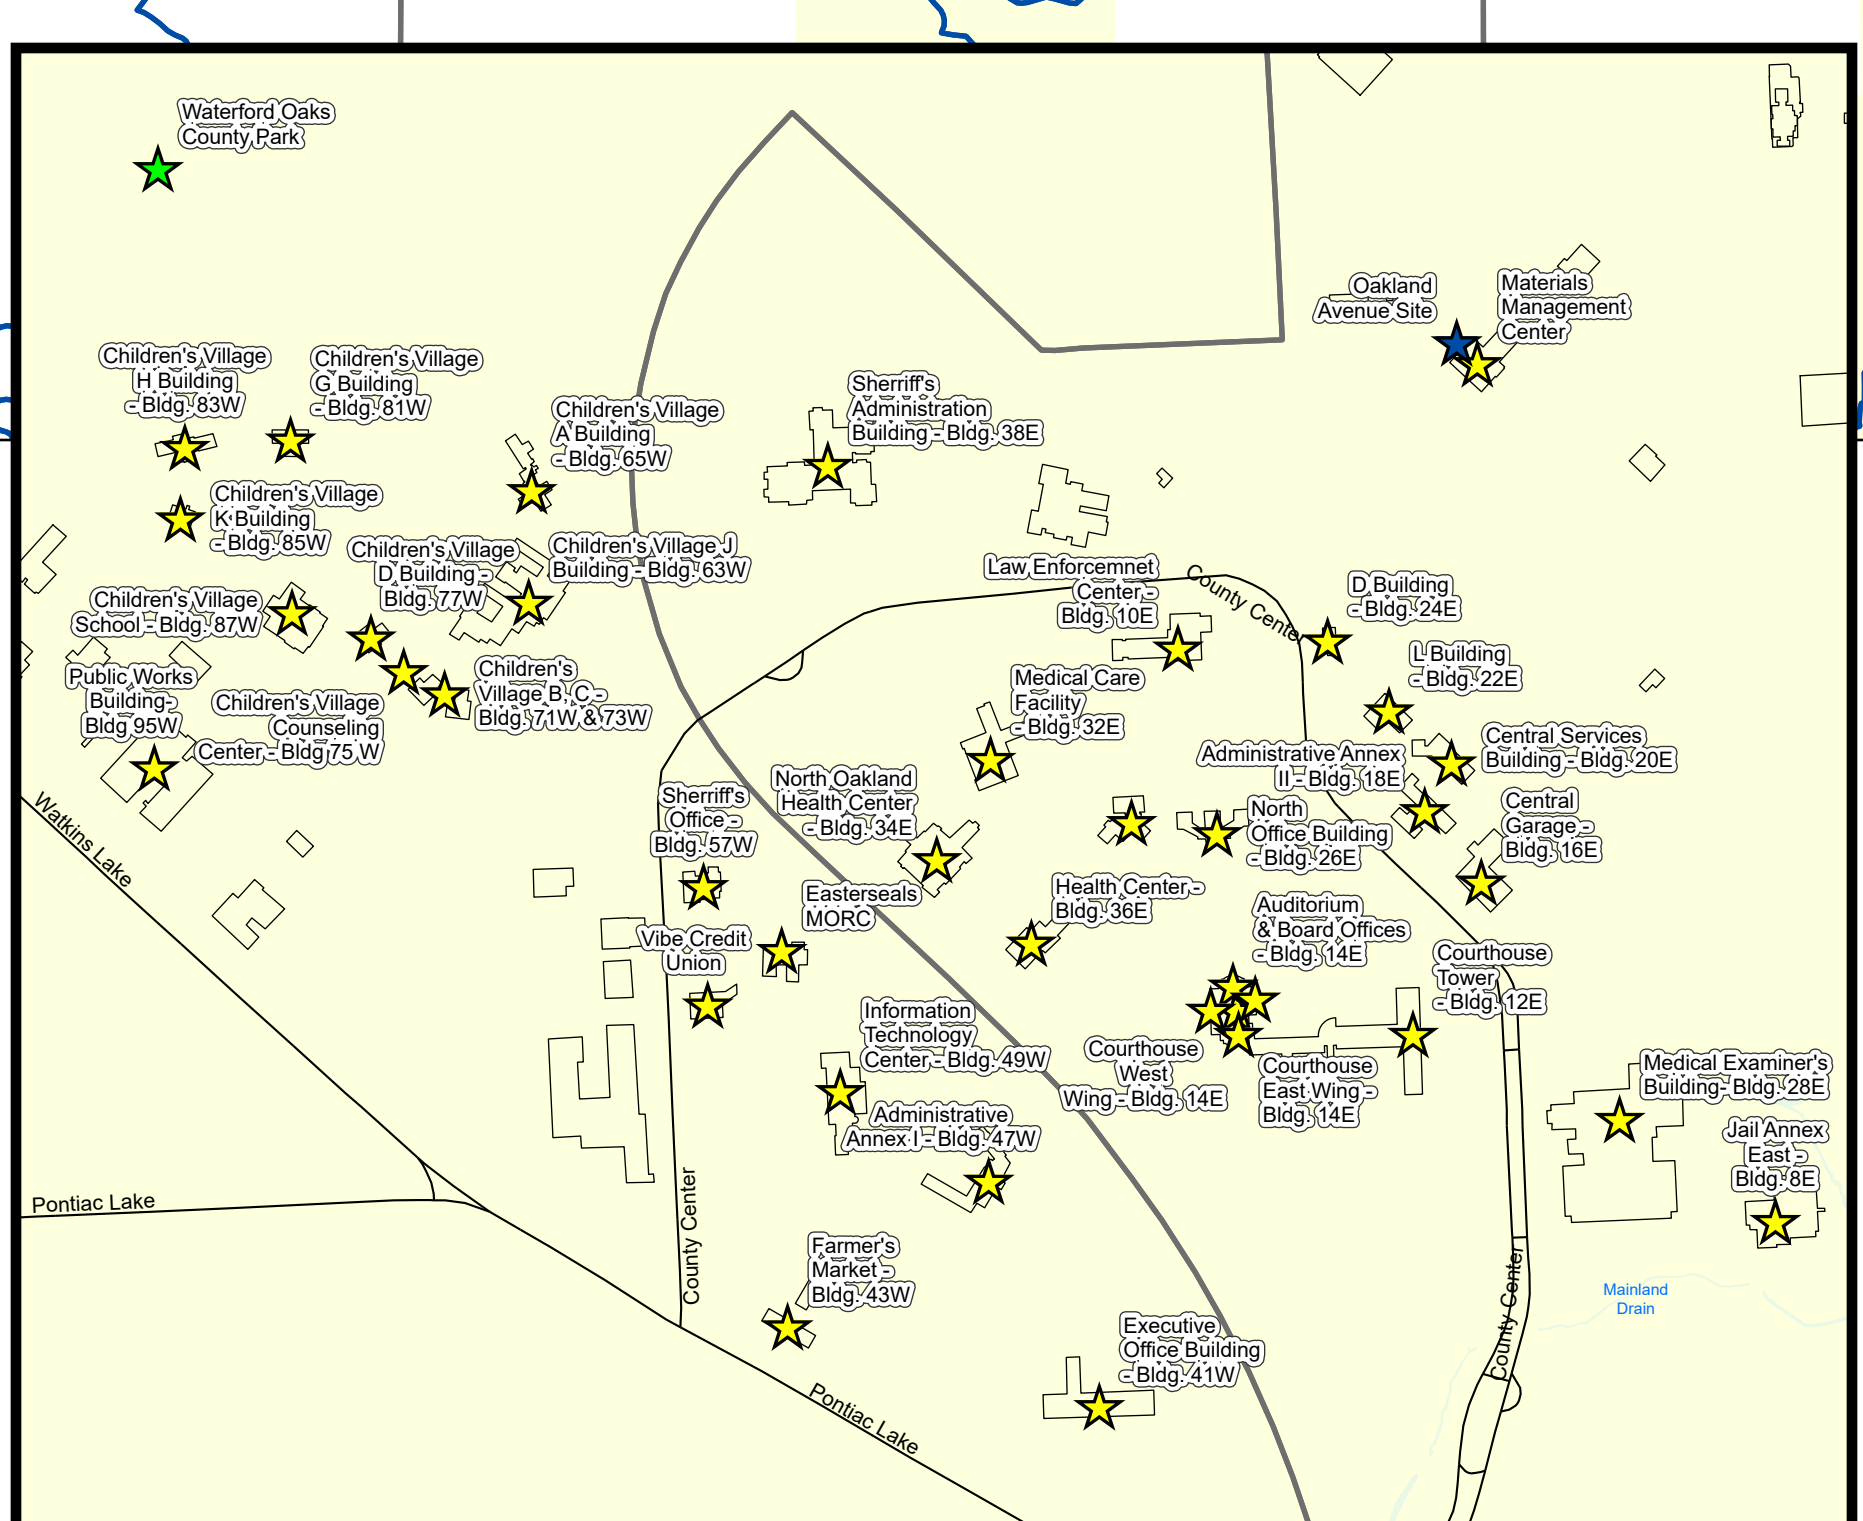 Waterford Oaks
County Park
Oakland
Avenue Site
Materials
Management
Center
Children's Village
H Building
- Bldg. 83W
Children's Village
G Building
- Bldg. 81W
Children's Village
A Building
- Bldg. 65W
Sherriff's
Administration
Building - Bldg. 38E
Children's Village
K Building
- Bldg. 85W
Children's Village
D Building -
Bldg. 77W
Children's Village J
Building - Bldg. 63W
Law Enforcemnet
Center -
Bldg. 10E
County Center
D Building
- Bldg. 24E
Children's Village
School - Bldg. 87W
L Building
- Bldg. 22E
Public Works
Building-
Bldg 95W
Children's Village
Counseling
Center - Bldg 75 W
Children's
Village B, C -
Bldg. 71W & 73W
Medical Care
Facility
- Bldg. 32E
Administrative Annex
II - Bldg. 18E
Central Services
Building - Bldg. 20E
Watkins Lake
Sherriff's
Office -
Bldg. 57W
North Oakland
Health Center
- Bldg. 34E
North
Office Building
- Bldg. 26E
Central
Garage -
Bldg. 16E
Easterseals
MORC
Health Center -
Bldg. 36E
Auditorium
& Board Offices
- Bldg. 14E
Vibe Credit
Union
Courthouse
Tower
- Bldg. 12E
Information
Technology
Center - Bldg. 49W
Courthouse
West
Wing - Bldg. 14E
Courthouse
East Wing -
Bldg. 14E
Medical Examiner's
Building- Bldg. 28E
Administrative
Annex I - Bldg. 47W
Jail Annex
East -
Bldg. 8E
Pontiac Lake
County Center
Farmer's
Market -
Bldg. 43W
Mainland
Drain
County Center
Executive
Office Building
- Bldg. 41W
Pontiac Lake